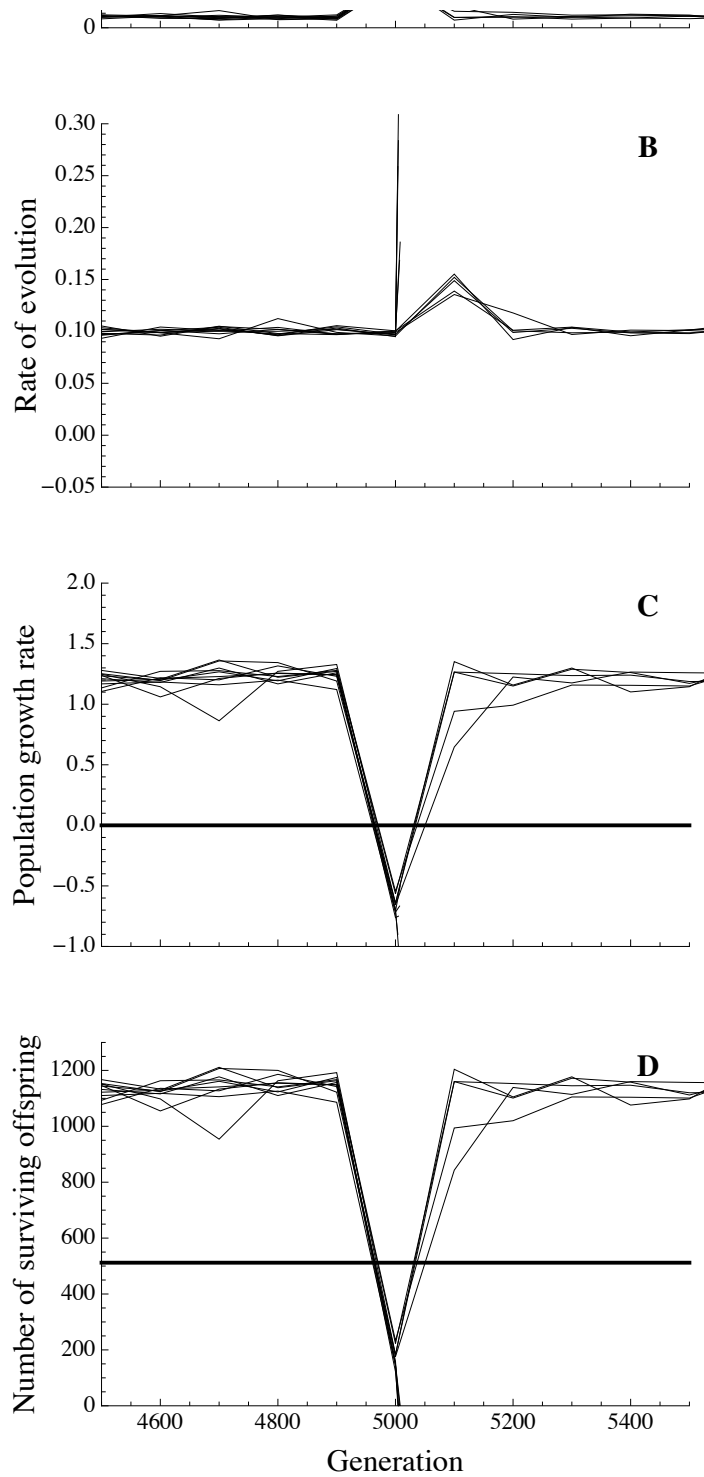 0
B
0.30
0.25
0.20
0.15
0.10
0.05
0.00
−0.05
Rate of evolution
C
2.0
1.5
1.0
0.5
0.0
−0.5
−1.0
Population growth rate
D
1200
1000
800
600
400
200
0
Number of surviving offspring
4600 4800 5000 5200 5400
Generation